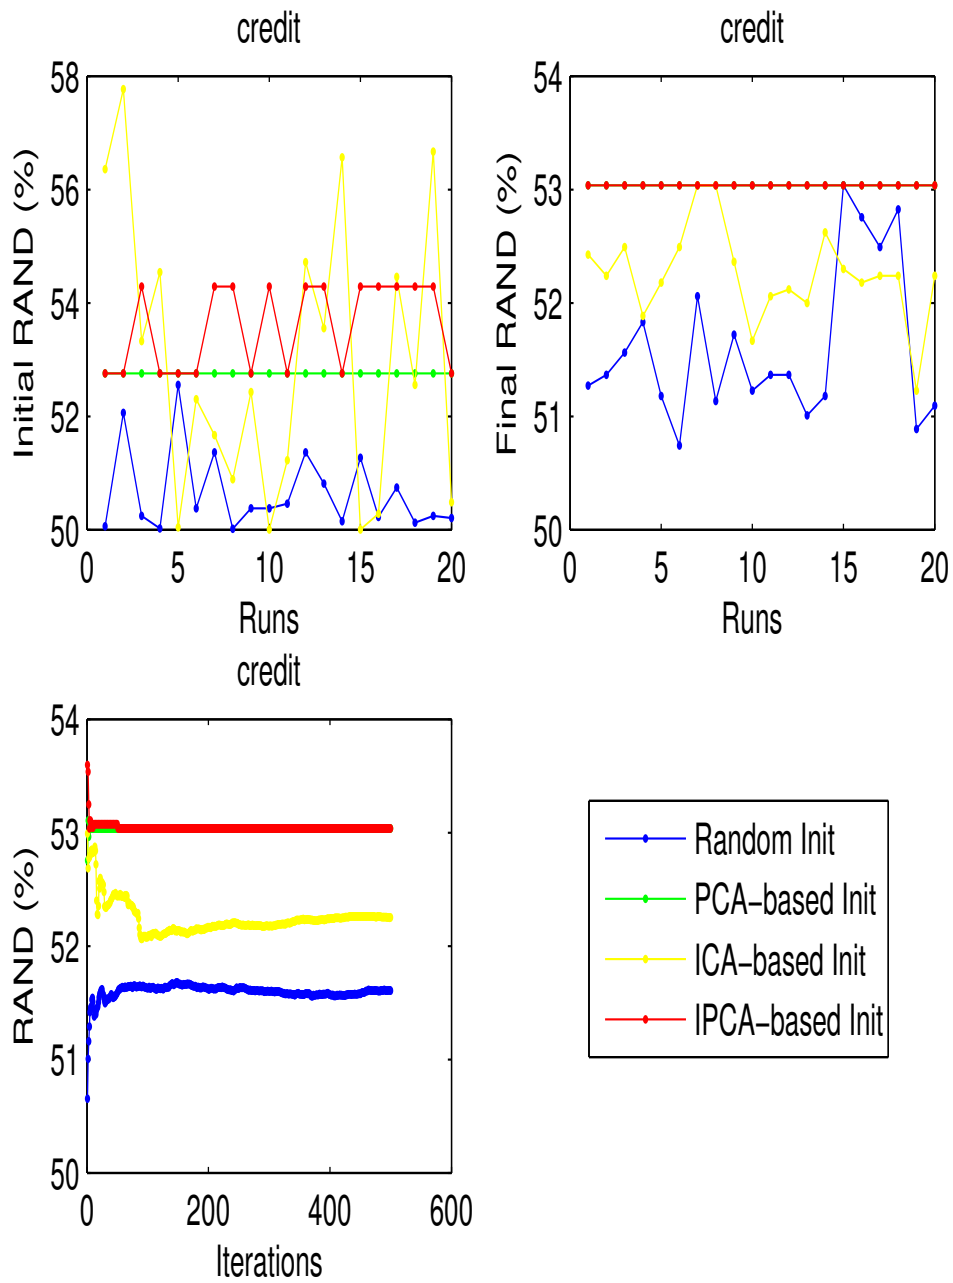 credit
58
56
54
52
50
Initial RAND (%)
0 5 10 15 20
Runs
credit
54
53
52
51
50
Final RAND (%)
0 5 10 15 20
Runs
credit
54
53
52
51
50
RAND (%)
0 200 400 600
Iterations
Random Init
PCA−based Init
ICA−based Init
IPCA−based Init